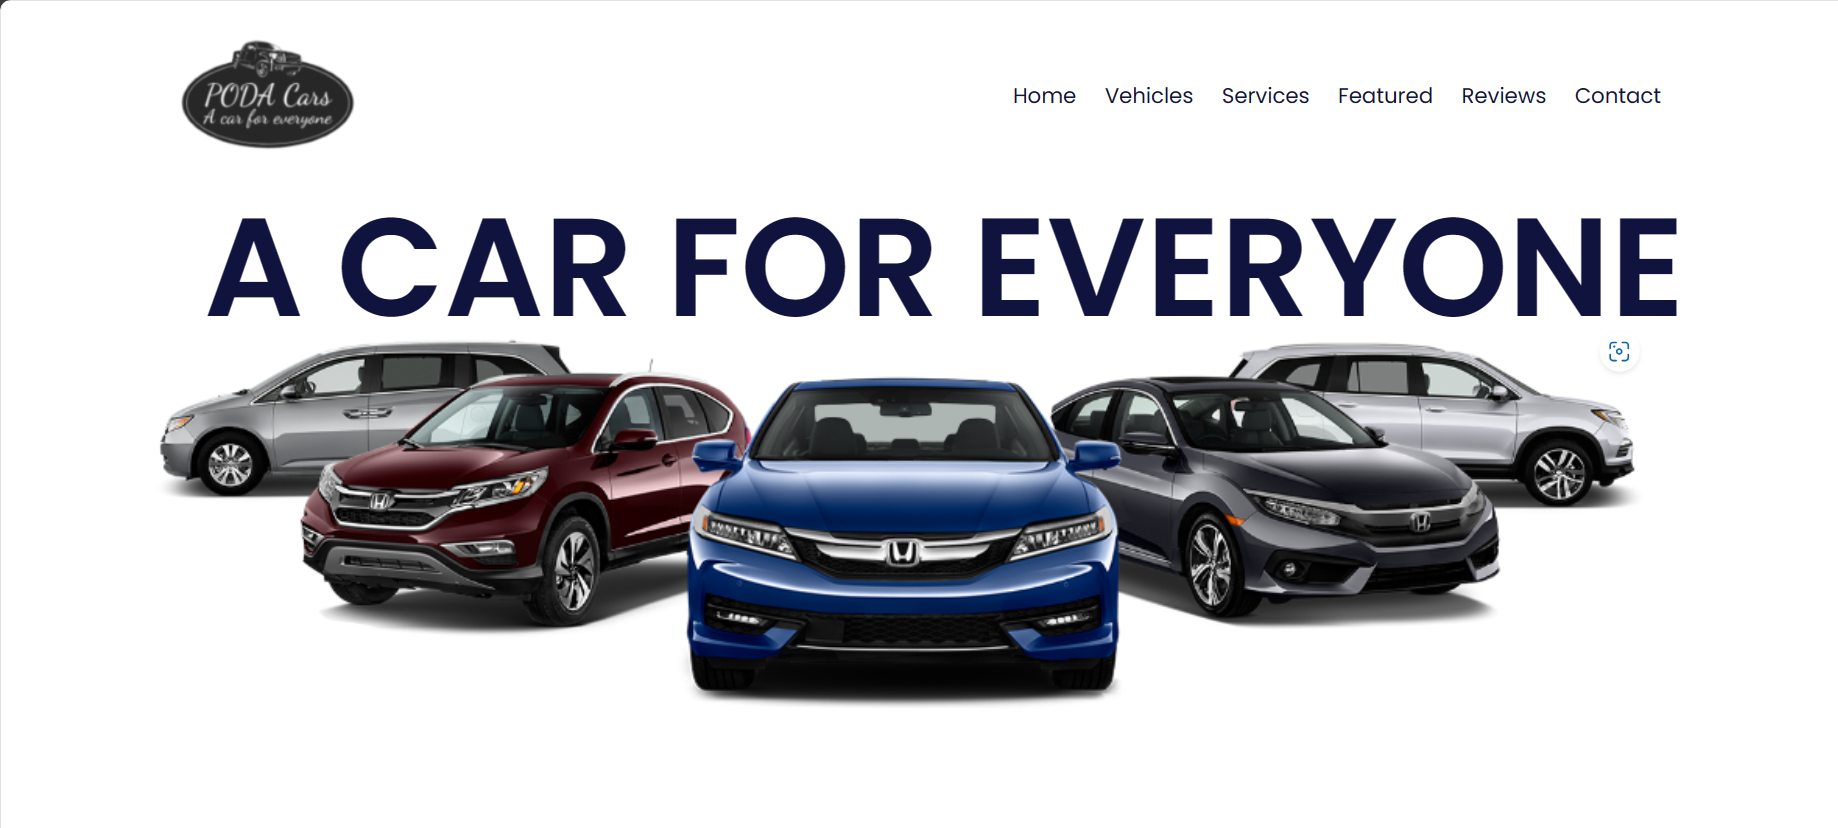 PODA Cars
A car for everyone
Home Vehicles Services Featured Reviews Contact
A CAR FOR EVERYONE